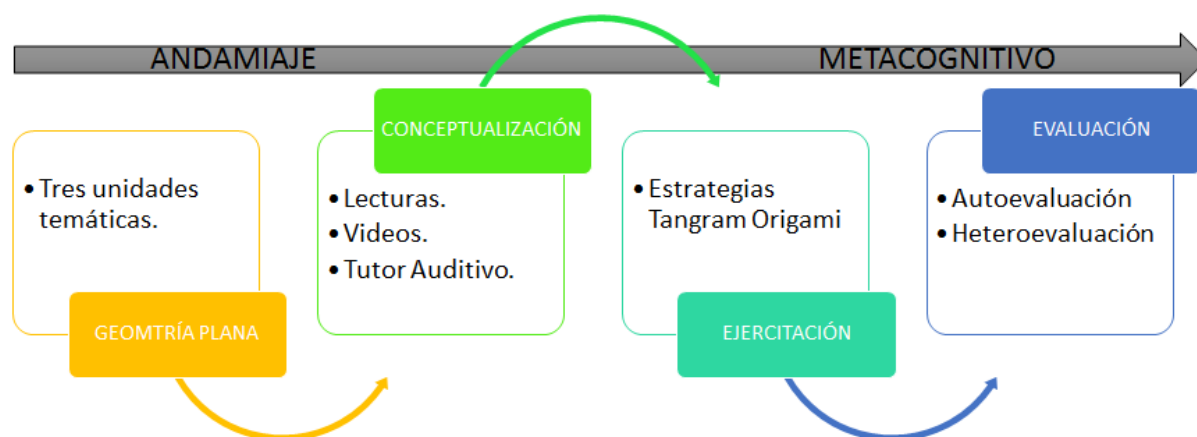 ANDAMIAJE
METACOGNITIVO
• Tres unidades
temáticas.
GEOMTRÍA PLANA
CONCEPTUALIZACIÓN
• Lecturas.
• Videos.
• Tutor Auditivo.
• Estrategias
Tangram Origami
EJERCITACIÓN
EVALUACIÓN
• Autoevaluación
• Heteroevaluación